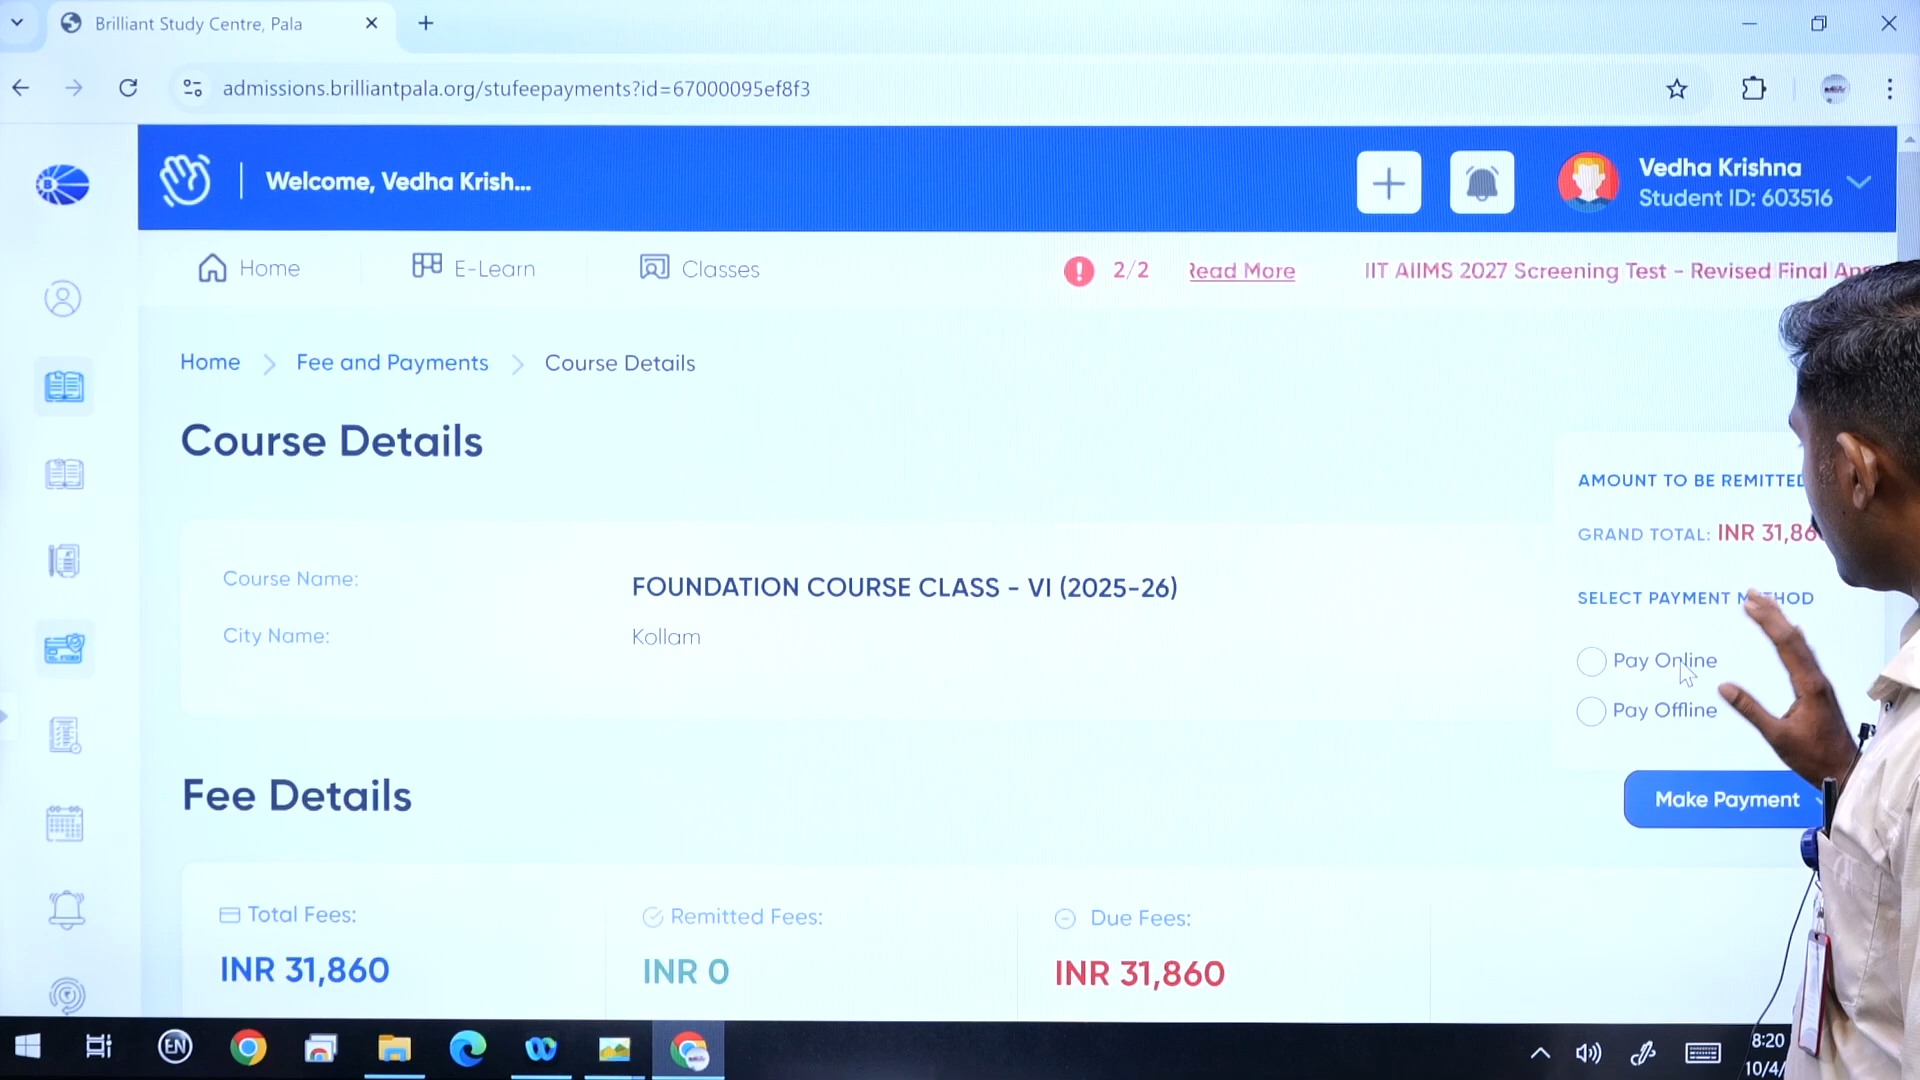 Brilliant Study Centre, Pala
admissions.brilliantpala.org/stufeepayments?id=67000095ef8f3
Welcome, Vedha Krish...
Vedha Krishna
Student ID: 603516
Home
E-Learn
Classes
2/2
Read More
IIT AIIMS 2027 Screening Test - Revised Final
Home
Fee and Payments
Course Details
Course Details
AMOUNT TO BE REMITTED
GRAND TOTAL: INR 31,86
Course Name:
FOUNDATION COURSE CLASS - VI (2025-26)
SELECT PAYMENT METHOD
City Name:
Kollam
Pay Online
Pay Offline
Fee Details
Make Payment
Total Fees:
Remitted Fees:
Due Fees:
INR 31,860
INR 0
INR 31,860
EN
8:20
10/4/